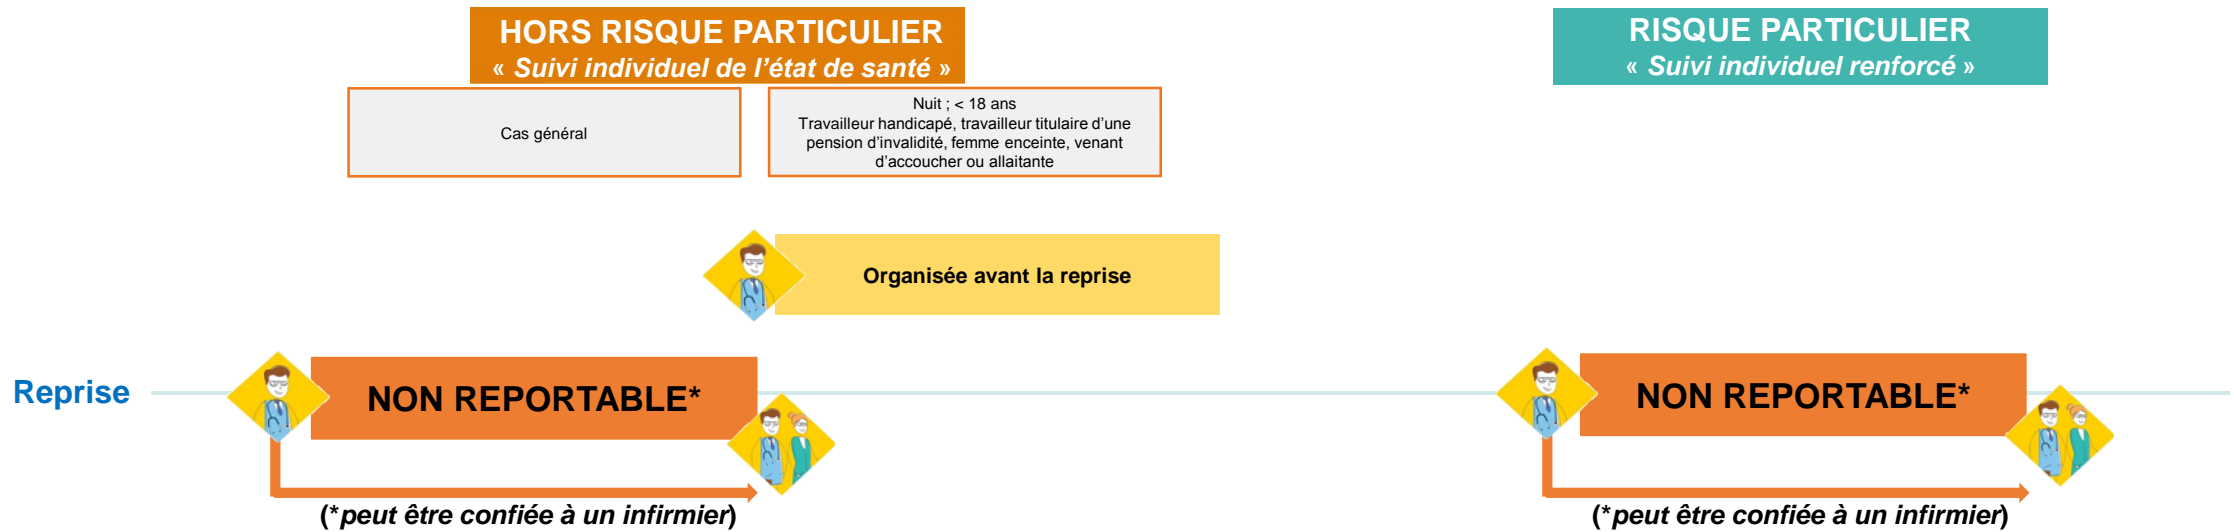 HORS RISQUE PARTICULIER
« Suivi individuel de l’état de santé »
RISQUE PARTICULIER
« Suivi individuel renforcé »
Cas général
Nuit ; < 18 ans
Travailleur handicapé, travailleur titulaire d’une
pension d’invalidité, femme enceinte, venant
d’accoucher ou allaitante
Organisée avant la reprise
Reprise
NON REPORTABLE*
NON REPORTABLE*
(*peut être confiée à un infirmier)
(*peut être confiée à un infirmier)